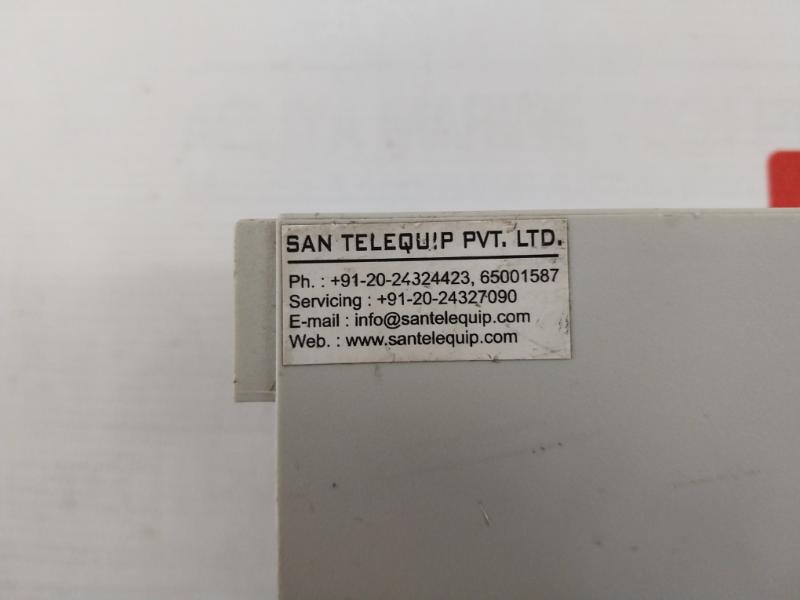 SAN TELEQUIP PVT. LTD.
Ph. : +91-20-24324423, 65001587
Servicing : +91-20-24327090
E-mail : info@santelequip.com
Web. : www.santelequip.com